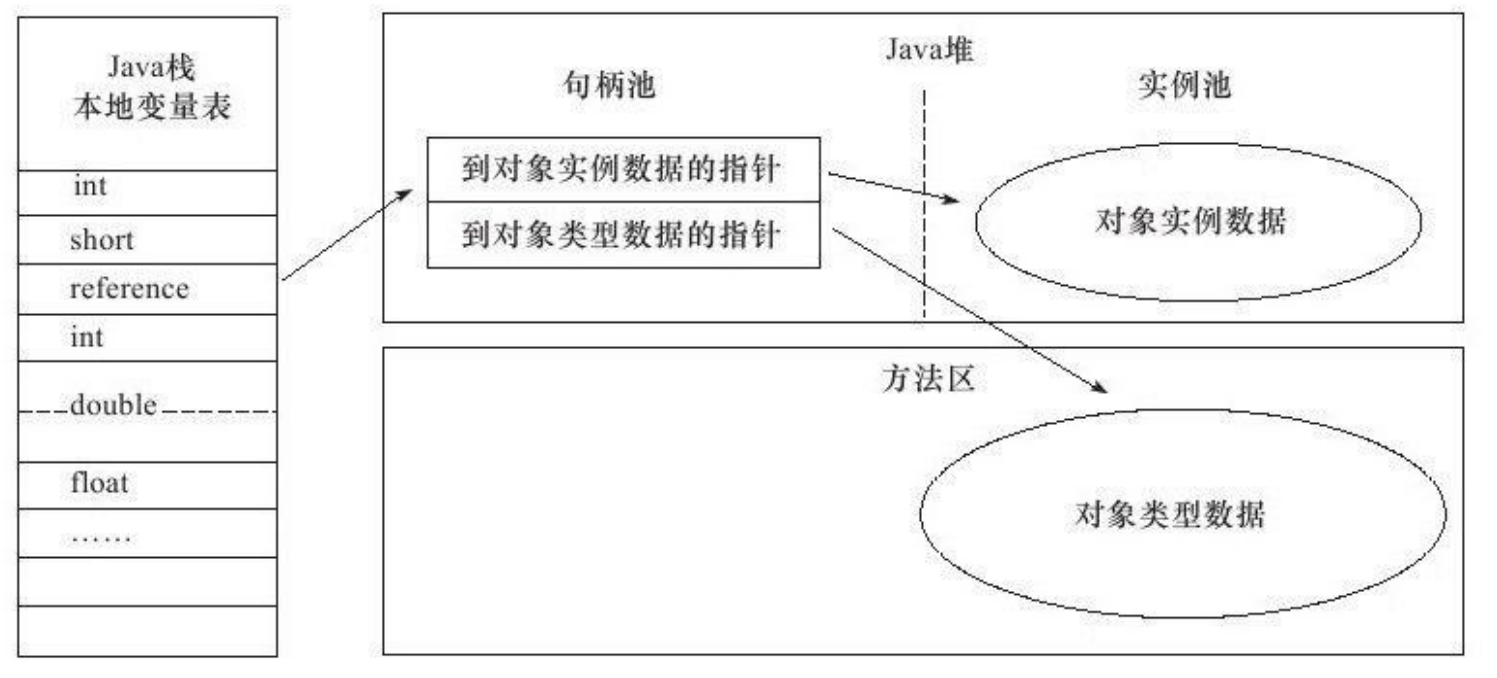 Java栈
本地变量表
int
short
reference
int
double
float
……
Java堆
句柄池
实例池
到对象实例数据的指针
到对象类型数据的指针
对象实例数据
方法区
对象类型数据